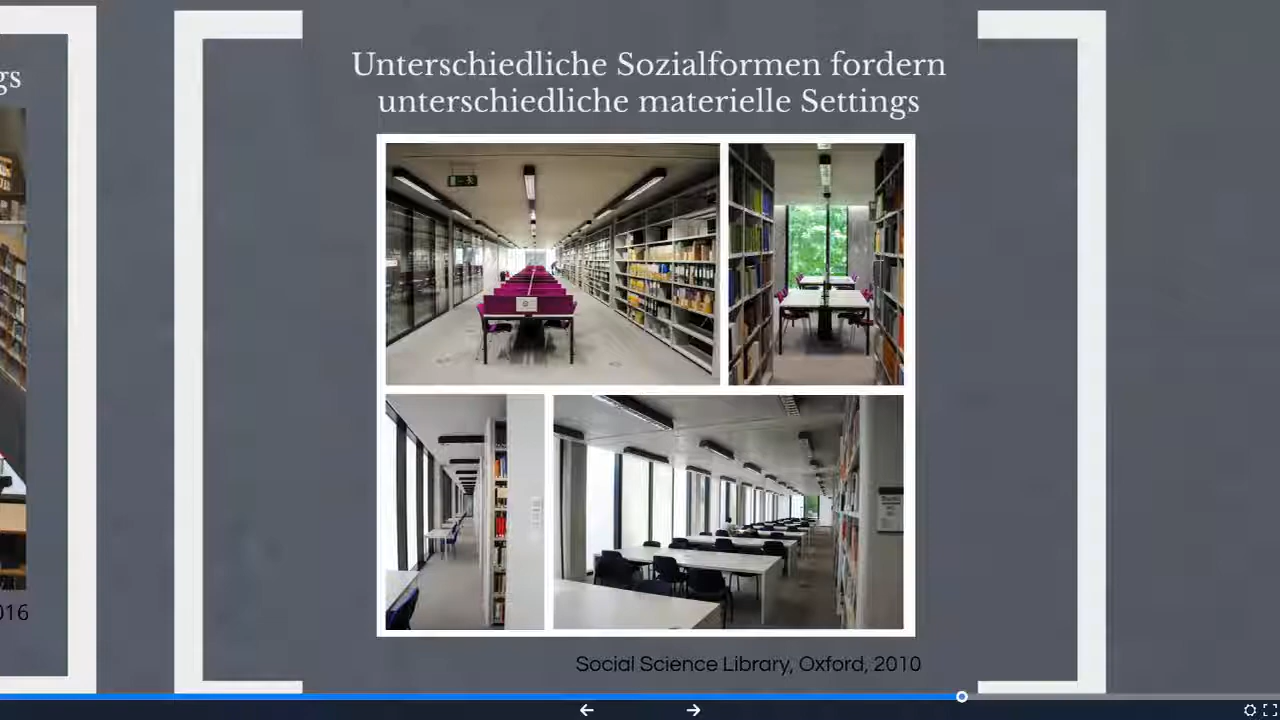 gs
016
Unterschiedliche Sozialformen fordern
unterschiedliche materielle Settings
Social Science Library, Oxford, 2010